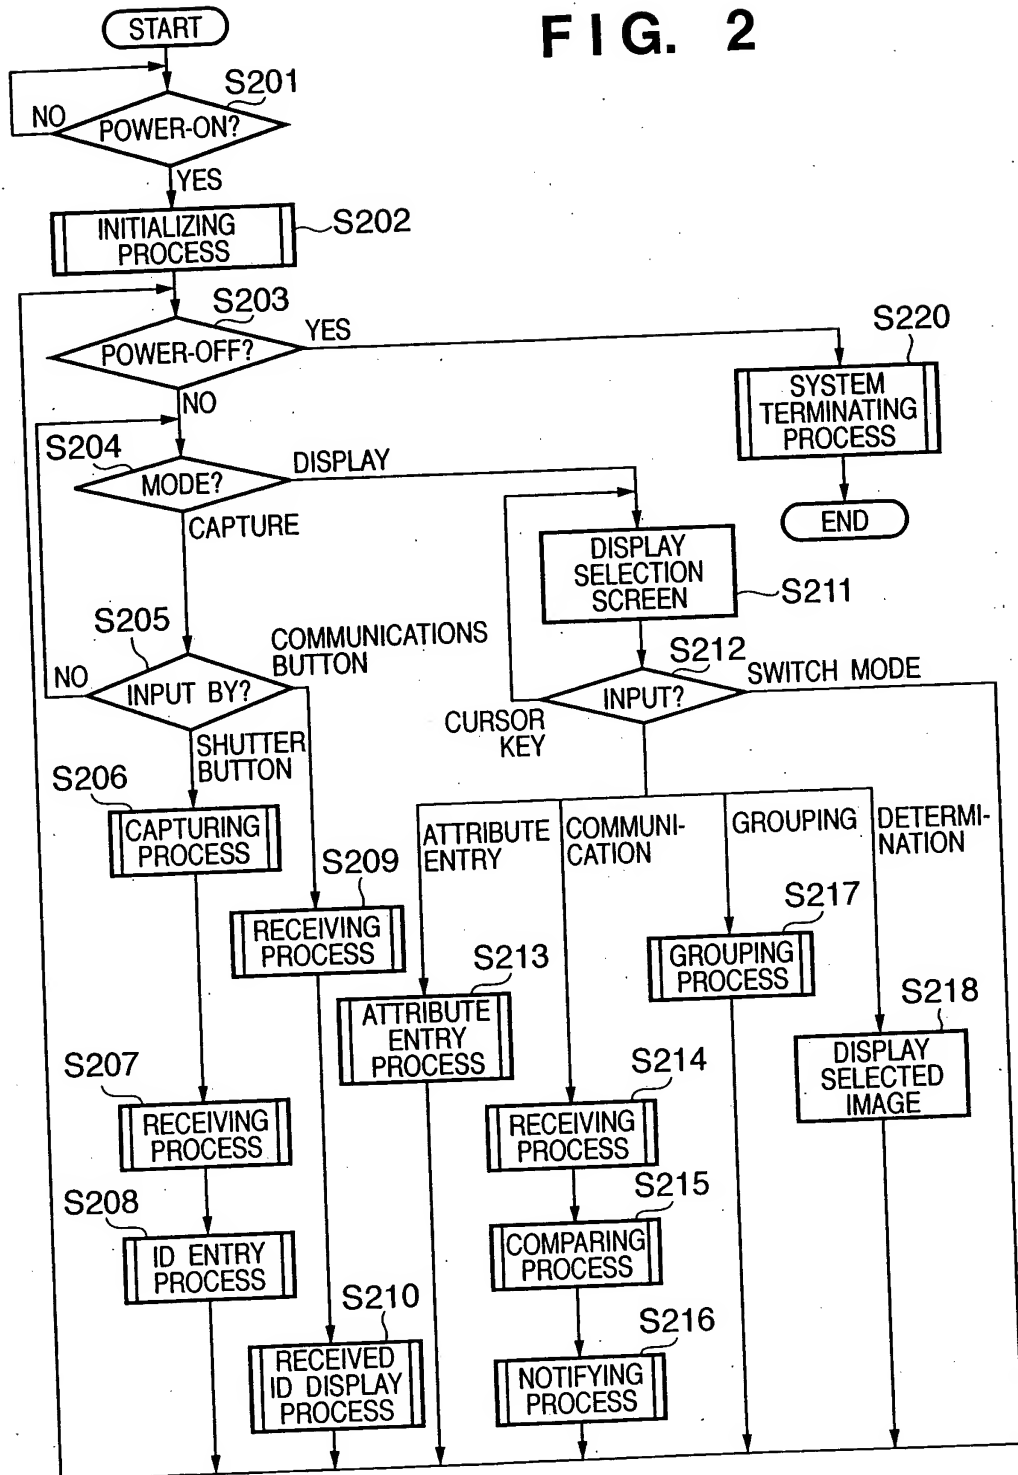 FIG. 2
START
S201
NO
POWER-ON?
YES
INITIALIZING
PROCESS
S202
S203
POWER-OFF?
YES
NO
S220
SYSTEM
TERMINATING
PROCESS
END
S204
MODE?
DISPLAY
CAPTURE
DISPLAY
SELECTION
SCREEN
S211
S205
NO
INPUT BY?
COMMUNICATIONS
BUTTON
SHUTTER
BUTTON
S212
INPUT?
SWITCH MODE
CURSOR
KEY
S206
CAPTURING
PROCESS
S209
RECEIVING
PROCESS
ATTRIBUTE
ENTRY
COMMUNI-
CATION
GROUPING
DETERMI-
NATION
S213
ATTRIBUTE
ENTRY
PROCESS
S217
GROUPING
PROCESS
S218
DISPLAY
SELECTED
IMAGE
S207
RECEIVING
PROCESS
S214
RECEIVING
PROCESS
S208
ID ENTRY
PROCESS
S215
COMPARING
PROCESS
S210
RECEIVED
ID DISPLAY
PROCESS
S216
NOTIFYING
PROCESS